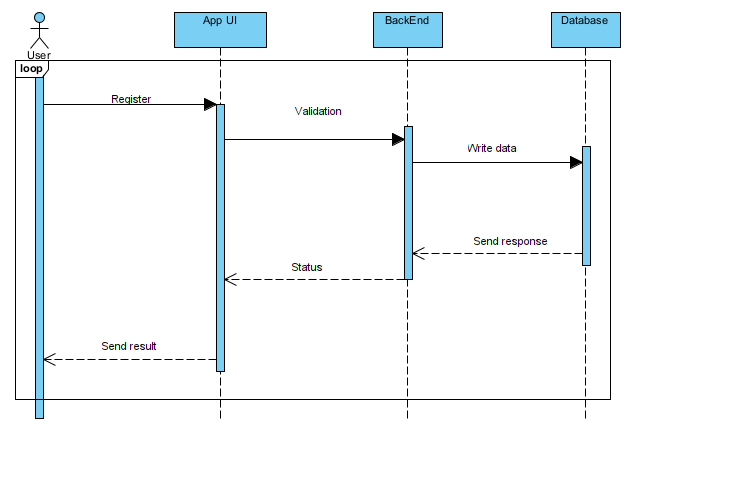 App UI
BackEnd
Database
User
loop
Register
Validation
Write data
Send response
Status
Send result